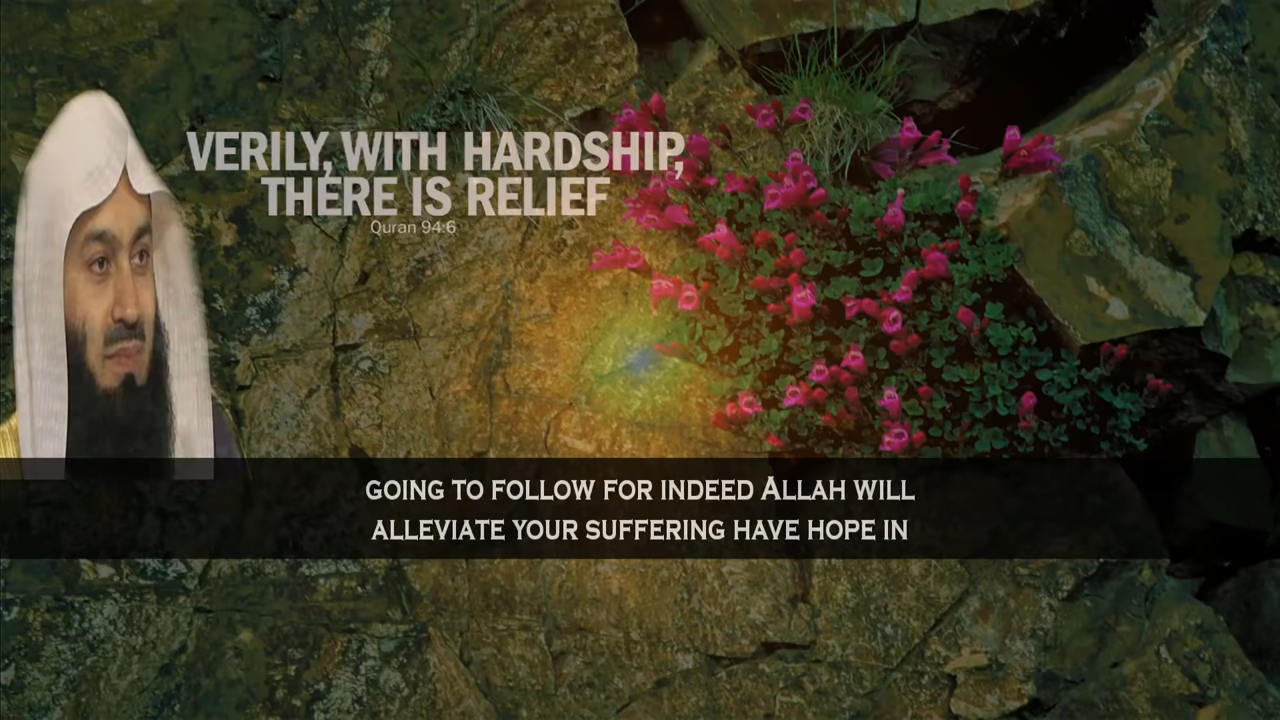 VERILY, WITH HARDSHIP,
THERE IS RELIEF
Quran 94:6
GOING TO FOLLOW FOR INDEED ALLAH WILL
ALLEVIATE YOUR SUFFERING HAVE HOPE IN